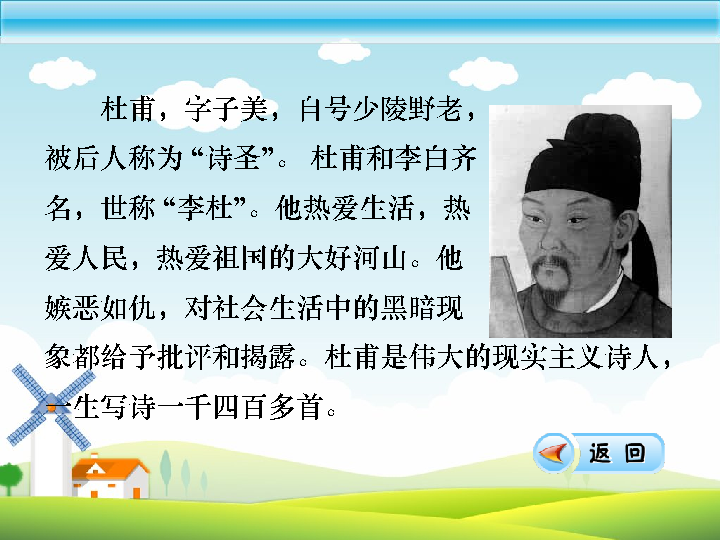 杜甫，字子美，自号少陵野老，
被后人称为“诗圣”。 杜甫和李白齐
名，世称“李杜”。他热爱生活，热
爱人民，热爱祖国的大好河山。他
嫉恶如仇，对社会生活中的黑暗现
象都给予批评和揭露。杜甫是伟大的现实主义诗人，
一生写诗一千四百多首。
返 回